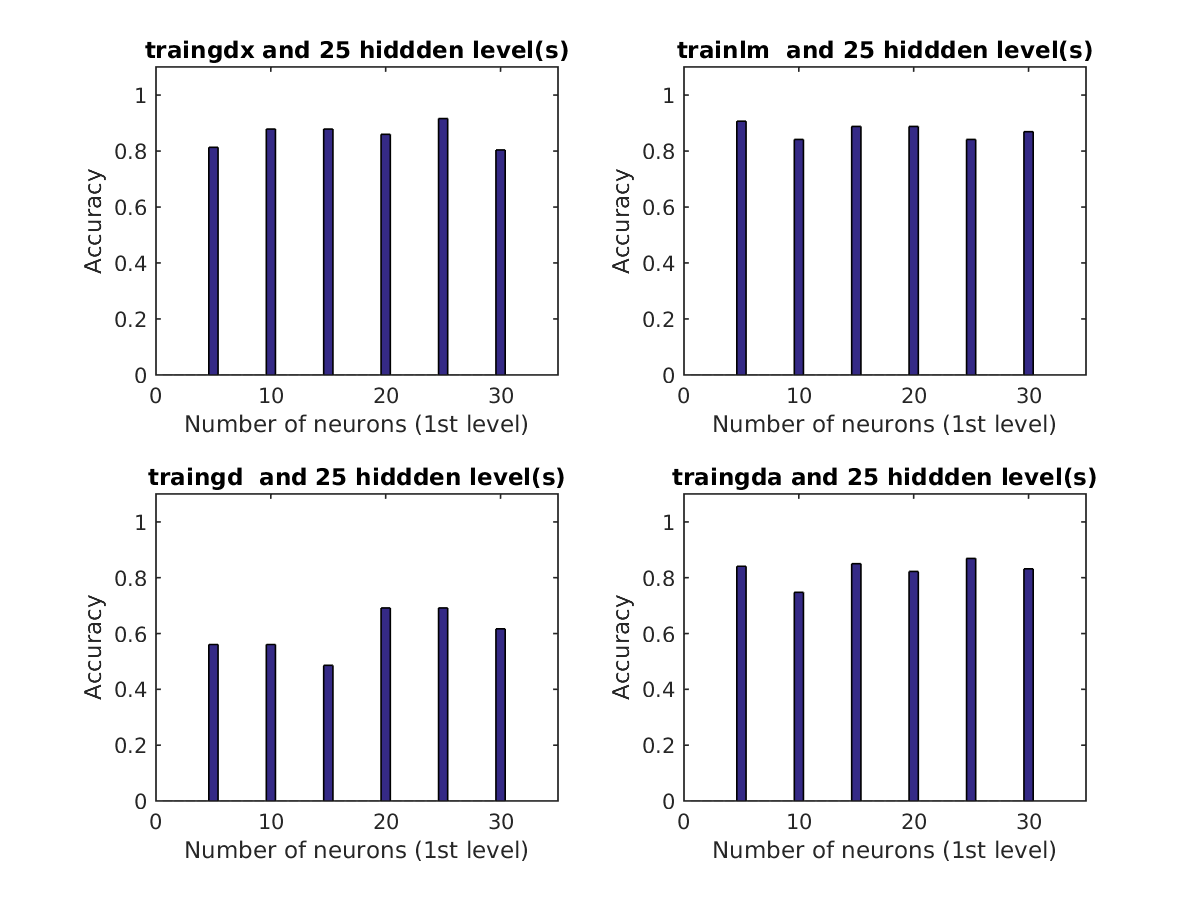 traingdx and 25 hiddden level(s)
1
0.8
0.6
0.4
0.2
0
Accuracy
0 10 20 30
Number of neurons (1st level)
trainlm and 25 hiddden level(s)
1
0.8
0.6
0.4
0.2
0
Accuracy
0 10 20 30
Number of neurons (1st level)
traingd and 25 hiddden level(s)
1
0.8
0.6
0.4
0.2
0
Accuracy
0 10 20 30
Number of neurons (1st level)
traingda and 25 hiddden level(s)
1
0.8
0.6
0.4
0.2
0
Accuracy
0 10 20 30
Number of neurons (1st level)